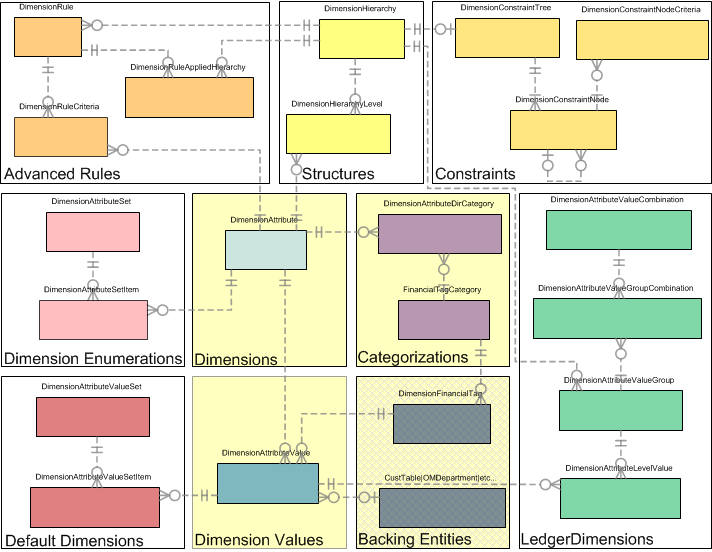 DimensionRule
DimensionRuleAppliedHierarchy
DimensionRuleCriteria
Advanced Rules
DimensionHierarchy
DimensionHierarchyLevel
Structures
DimensionConstraintTree
DimensionConstraintNodeCriteria
DimensionConstraintNode
Constraints
DimensionAttributeSet
DimensionAttributeSetItem
Dimension Enumerations
DimensionAttribute
Dimensions
DimensionAttributeDirCategory
FinancialTagCategory
Categorizations
DimensionAttributeValueCombination
DimensionAttributeValueGroupCombination
DimensionAttributeValueGroup
DimensionAttributeLevelValue
LedgerDimensions
DimensionAttributeValueSet
DimensionAttributeValueSetItem
Default Dimensions
DimensionAttributeValue
Dimension Values
DimensionFinancialTag
CustTable|OMDepartment|etc...
Backing Entities